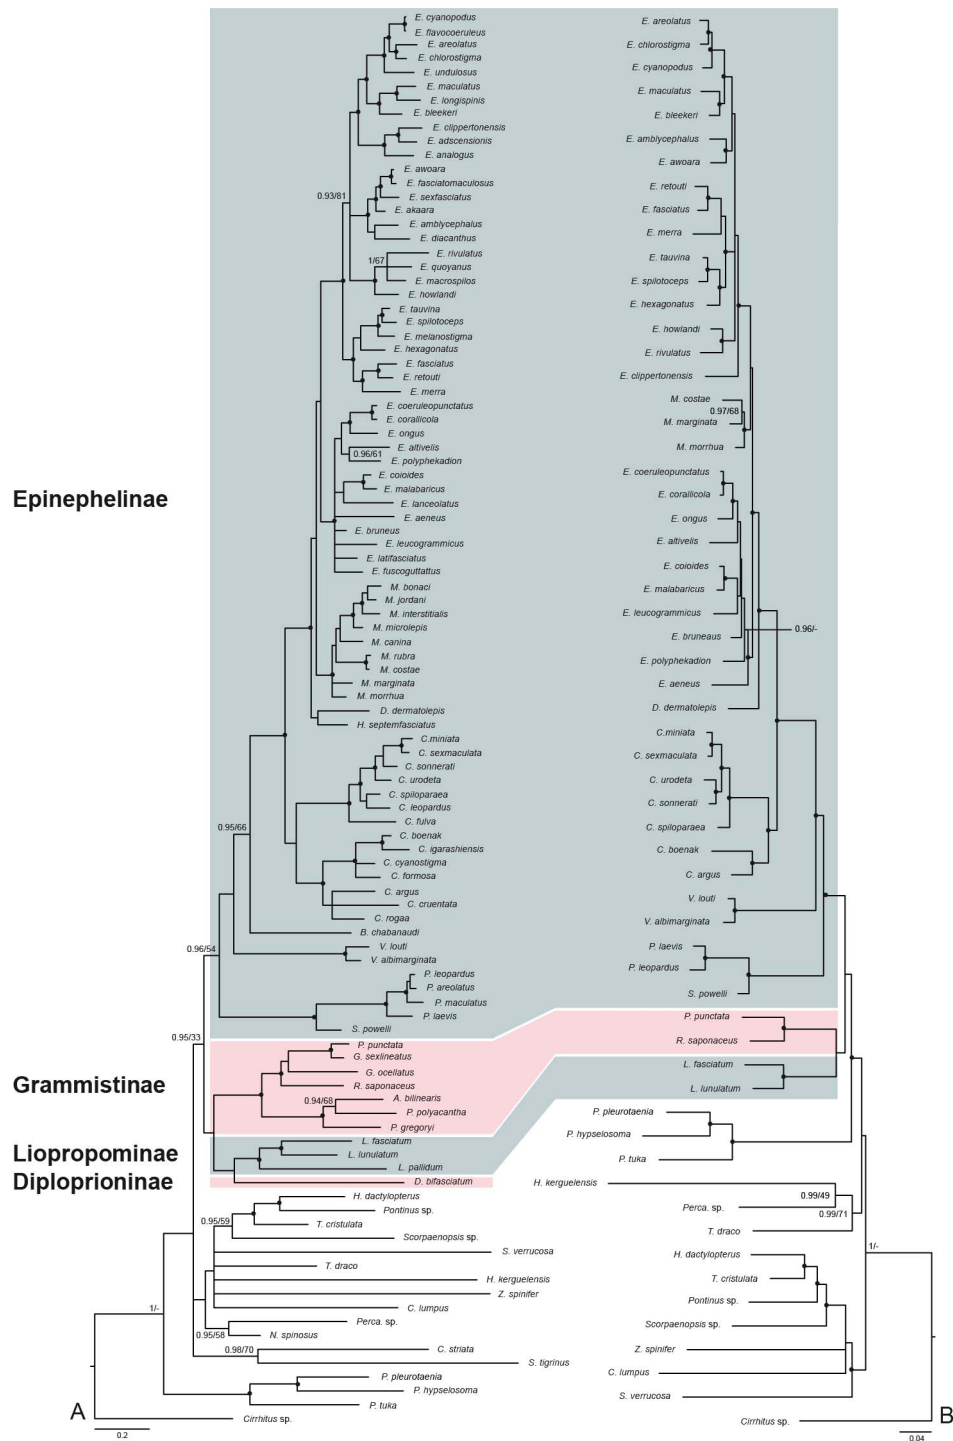 E. cyanopodus
E. flavocoeruleus
E. areolatus
E. chlorostigma
E. undulosus
E. maculatus
E. longispinis
E. bleekeri
E. clippertonensis
E. adscensionis
E. analogus
E. awoara
0.93/81
E. fasciatomaculosus
E. sexfasciatus
E. akaara
E. amblycephalus
E. diacanthus
E. rivulatus
1/67
E. quoyanus
E. macrospilos
E. howlandi
E. tauvina
E. spilotoceps
E. melanostigma
E. hexagonatus
E. fasciatus
E. retouti
E. merra
E. coeruleopunctatus
E. corallicola
E. ongus
E. altivelis
0.96/61
E. polyphekadion
E. coioides
E. malabaricus
E. lanceolatus
E. aeneus
E. bruneus
E. leucogrammicus
E. latifasciatus
E. fuscoguttattus
M. bonaci
M. jordani
M. interstitialis
M. microlepis
M. canina
M. rubra
M. costae
M. marginata
M. morrhua
D. dermatolepis
H. septemfasciatus
C.miniata
C. sexmaculata
C. sonnerati
C. urodeta
C. spiloparaea
C. leopardus
C. fulva
0.95/66
C. boenak
C. igarashiensis
C. cyanostigma
C. formosa
C. argus
C. cruentata
C. rogaa
B. chabanaudi
0.96/54
V. louti
V. albimarginata
P. leopardus
P. areolatus
P. maculatus
P. laevis
S. powelli
0.95/33
P. punctata
G. sexlineatus
G. ocellatus
R. saponaceus
0.94/68
A. bilinearis
P. polyacantha
P. gregoryi
L. fasciatum
L. lunulatum
L. pallidum
D. bifasciatum
H. dactylopterus
Pontinus sp.
0.95/59
T. cristulata
Scorpaenopsis sp.
S. verrucosa
T. draco
H. kerguelensis
Z. spinifer
1/-
C. lumpus
Perca. sp.
0.95/58
N. spinosus
0.98/70
C. striata
S. tigrinus
P. pleurotaenia
P. hypselosoma
P. tuka
A
Cirrhitus sp.
0.2
Epinephelinae
Grammistinae
Liopropominae
Diploprioninae
E. areolatus
E. chlorostigma
E. cyanopodus
E. maculatus
E. bleekeri
E. amblycephalus
E. awoara
E. retouti
E. fasciatus
E. merra
E. tauvina
E. spilotoceps
E. hexagonatus
E. howlandi
E. rivulatus
E. clippertonensis
M. costae
0.97/68
M. marginata
M. morrhua
E. coeruleopunctatus
E. corallicola
E. ongus
E. altivelis
E. coioides
E. malabaricus
E. leucogrammicus
0.96/-
E. bruneaus
E. polyphekadion
E. aeneus
D. dermatolepis
C.miniata
C. sexmaculata
C. urodeta
C. sonnerati
C. spiloparaea
C. boenak
C. argus
V. louti
V. albimarginata
P. laevis
P. leopardus
S. powelli
P. punctata
R. saponaceus
L. fasciatum
L. lunulatum
P. pleurotaenia
P. hypselosoma
P. tuka
H. kerguelensis
0.99/49
Perca. sp.
0.99/71
T. draco
1/-
H. dactylopterus
T. cristulata
Pontinus sp.
Scorpaenopsis sp.
Z. spinifer
C. lumpus
S. verrucosa
Cirrhitus sp.
B
0.04